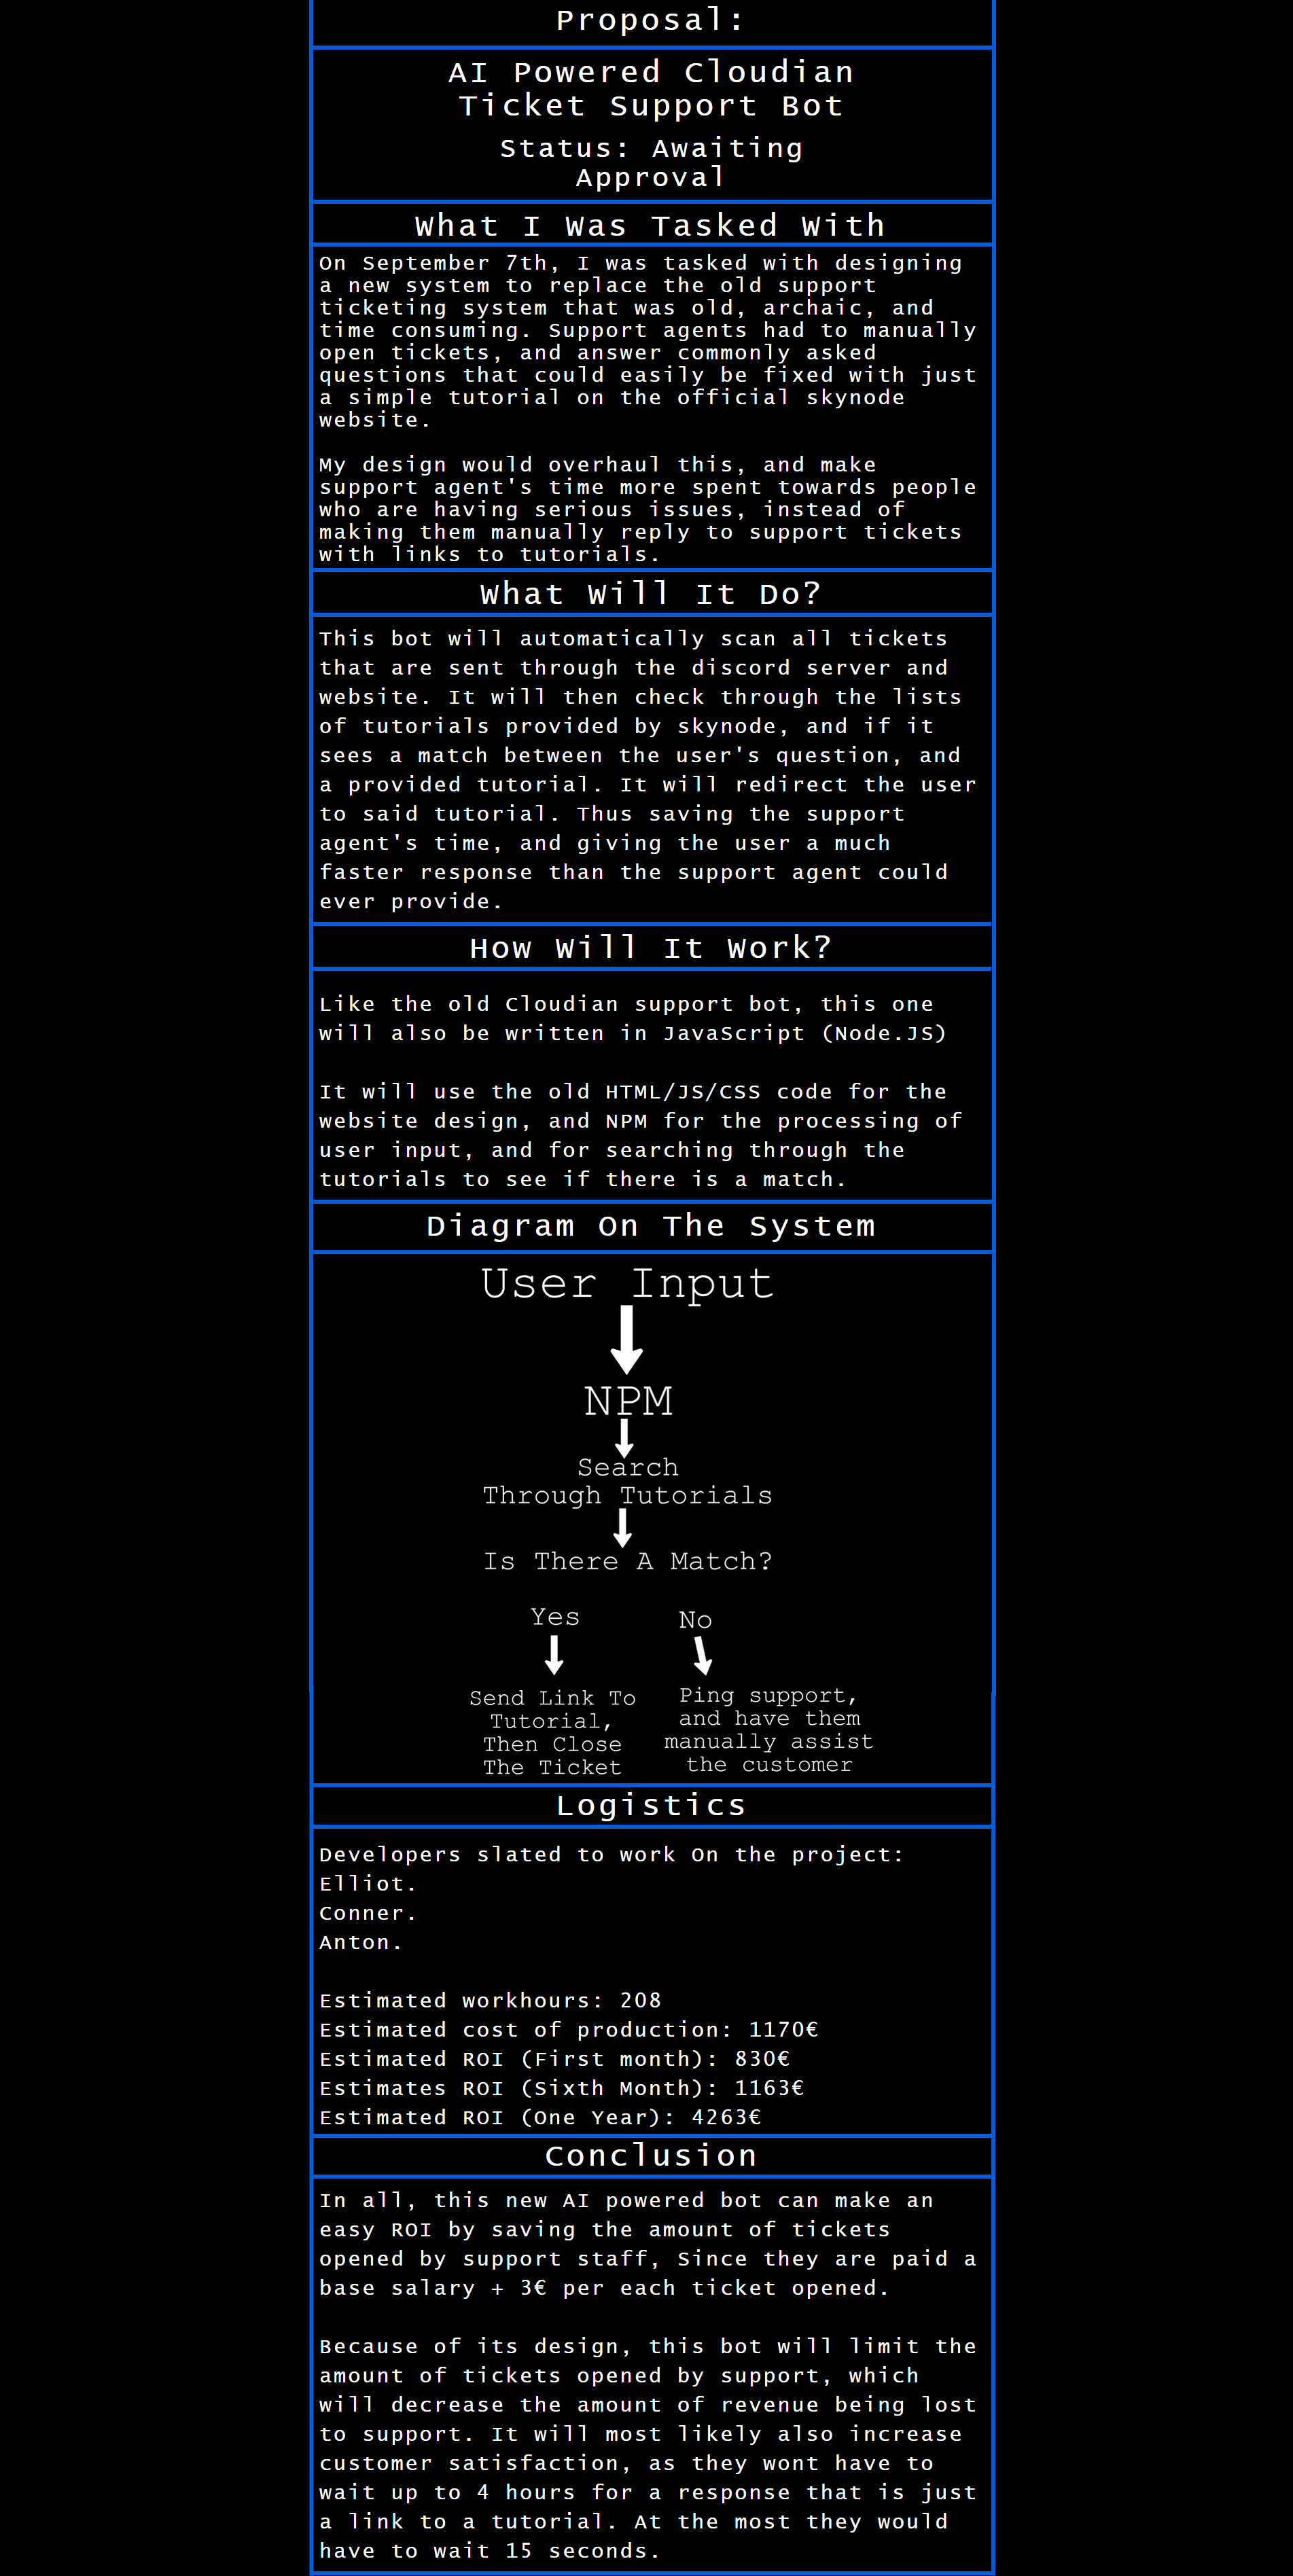 Proposal:
AI Powered Cloudian
Ticket Support Bot
Status: Awaiting
Approval
What I Was Tasked With
On September 7th, I was tasked with designing
a new system to replace the old support
ticketing system that was old, archaic, and
time consuming. Support agents had to manually
open tickets, and answer commonly asked
questions that could easily be fixed with just
a simple tutorial on the official skynode
website.
My design would overhaul this, and make
support agent's time more spent towards people
who are having serious issues, instead of
making them manually reply to support tickets
with links to tutorials.
What Will It Do?
This bot will automatically scan all tickets
that are sent through the discord server and
website. It will then check through the lists
of tutorials provided by skynode, and if it
sees a match between the user's question, and
a provided tutorial. It will redirect the user
to said tutorial. Thus saving the support
agent's time, and giving the user a much
faster response than the support agent could
ever provide.
How Will It Work?
Like the old Cloudian support bot, this one
will also be written in JavaScript (Node.JS)
It will use the old HTML/JS/CSS code for the
website design, and NPM for the processing of
user input, and for searching through the
tutorials to see if there is a match.
Diagram On The System
User Input
NPM
Search
Through Tutorials
Is There A Match?
Yes
No
Send Link To
Tutorial,
Then Close
The Ticket
Ping support,
and have them
manually assist
the customer
Logistics
Developers slated to work On the project:
Elliot.
Conner.
Anton.
Estimated workhours: 208
Estimated cost of production: 1170€
Estimated ROI (First month): 830€
Estimates ROI (Sixth Month): 1163€
Estimated ROI (One Year): 4263€
Conclusion
In all, this new AI powered bot can make an
easy ROI by saving the amount of tickets
opened by support staff, Since they are paid a
base salary + 3€ per each ticket opened.
Because of its design, this bot will limit the
amount of tickets opened by support, which
will decrease the amount of revenue being lost
to support. It will most likely also increase
customer satisfaction, as they wont have to
wait up to 4 hours for a response that is just
a link to a tutorial. At the most they would
have to wait 15 seconds.